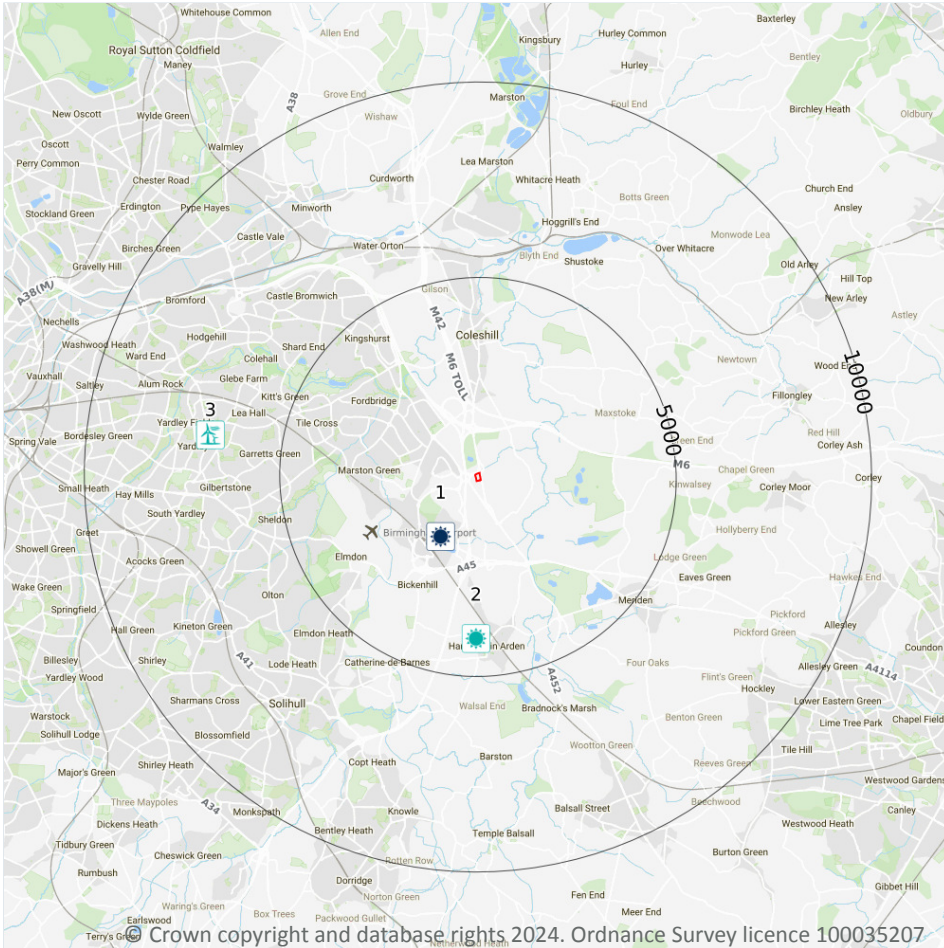 Whitehouse Common
Baxterley
Allen End
Hurley Common
Kingsbury
Royal Sutton Coldfield
Maney
Bentley
Hurley
A38
Grove End
Marston
Foul End
Birchley Heath
Oldbury
New Oscott
Wylde Green
Wishaw
Oscott
Walmley
Perry Common
Lea Marston
Chester Road
Curdworth
Whitacre Heath
Church End
Erdington
Pype Hayes
Minworth
Botts Green
Ansley
Stockland Green
Hoggrill's End
Castle Vale
Monwode Lea
Birches Green
Water Orton
Over Whitacre
Blyth End
Shustoke
Gravelly Hill
Old Arley
Hill Top
A38(M)
Bromford
Castle Bromwich
Gilson
New Arley
Nechells
M42
Astley
Washwood Heath
Hodgehill
Shard End
Kingshurst
Coleshill
Ward End
Colehall
Newtown
Vauxhall
Alum Rock
Glebe Farm
M6 TOLL
Wood E
10000
Saltley
Kitt's Green
Fordbridge
Fillongley
3
Lea Hall
Maxstoke
Yardley F
Tile Cross
5000
Bordesley Green
Red Hill
Spring Vale
Yard
een End
Corley Ash
Garretts Green
Marston Green
M6
Chapel Green
Kinwalsey
Corley
Small Heath
Hay Mills
Gilbertstone
1
Corley Moor
South Yardley
Sheldon
Hollyberry End
Greet
Birmingh
rport
Showell Green
Acocks Green
Elmdon
Lodge Green
A45
Wake Green
Olton
Bickenhill
2
Eaves Green
Hawkes End
Menden
Springfield
Kineton Green
Pickford
Hall Green
Elmdon Heath
Pickford Green
Allesley
Ha
in Arden
Billesley
Shirley
A41
Lode Heath
Catherine-de-Barnes
Four Oaks
Allesley Green
A4114
Coundon
Yardley Wood
A452
Flint's Green
Sharmans Cross
Solihull
Walsal End
Bradnock's Marsh
Hockley
Lower Eastern Green
Warstock
Benton Green
Lime Tree Park
Chapel Field
Solihull Lodge
Blossomfield
Wootton Green
Tile Hill
Major's Green
Shirley Heath
Copt Heath
Barston
Reeves Green
Westwood Gardens
Three Maypoles
A34
Monkspath
Knowle
Balsall Street
Beechwood
Canley
Dickens Heath
Bentley Heath
Temple Balsall
Westwood Heath
Tidbury Green
Cheswick Green
Rotten Row
Burton Green
Rumbush
Dorridge
Fen End
Gibbet Hill
Waring's Green
Norton Green
Earlswood
Box Trees
Packwood Gullet
Meer End
Terry's Green
© Crown copyright and database rights 2024. Ordnance Survey licence 100035207